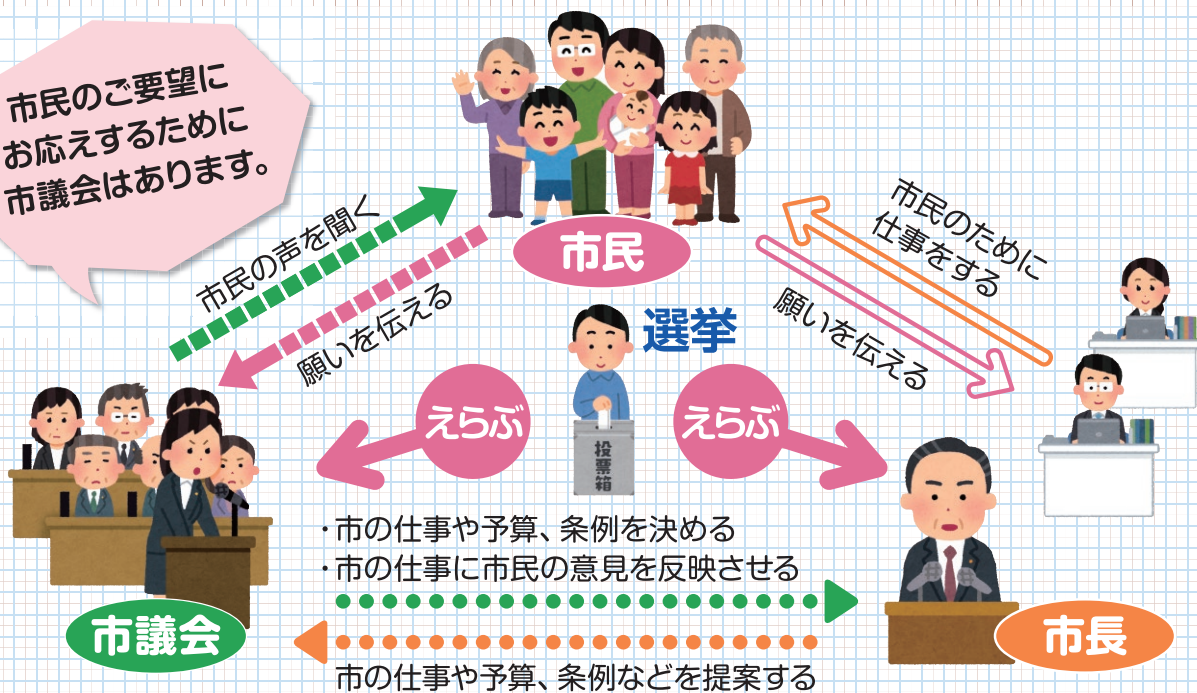 市民のご要望に
お応えするために
市議会はあります。
市民の声を聞く
願いを伝える
市民
市民のために
仕事をする
願いを伝える
選挙
えらぶ
えらぶ
投票箱
・市の仕事や予算、条例を決める
・市の仕事に市民の意見を反映させる
市議会
市長
市の仕事や予算、条例などを提案する